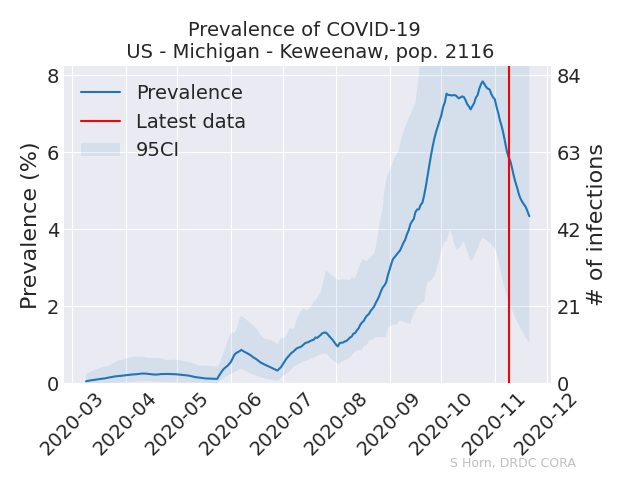 Prevalence of COVID-19
US - Michigan - Keweenaw, pop. 2116
Prevalence
Latest data
95CI
Prevalence (%)
8
6
4
2
0
84
63
42
21
0
# of infections
2020-03
2020-04
2020-05
2020-06
2020-07
2020-08
2020-09
2020-10
2020-11
2020-12
S Horn, DRDC CORA